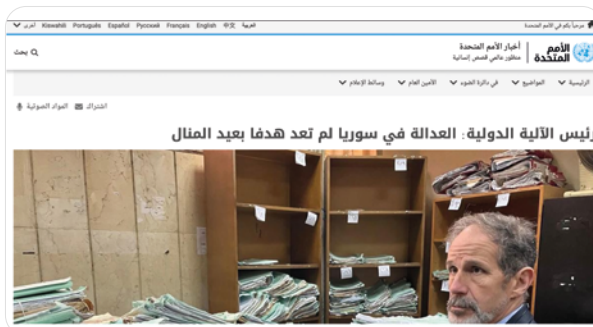 مرحباً بكم في الأمم المتحدة
العربية 中文 English Français Русский Español Português Kiswahili أخرى
الأمم المتحدة
أخبار الأمم المتحدة
منظور عالمي قصص إنسانية
بحث
الرئيسية المواضيع في دائرة الضوء الأمين العام وسائط الإعلام
اشتراك المواد الصوتية
رئيس الآلية الدولية: العدالة في سوريا لم تعد هدفا بعيد المنال